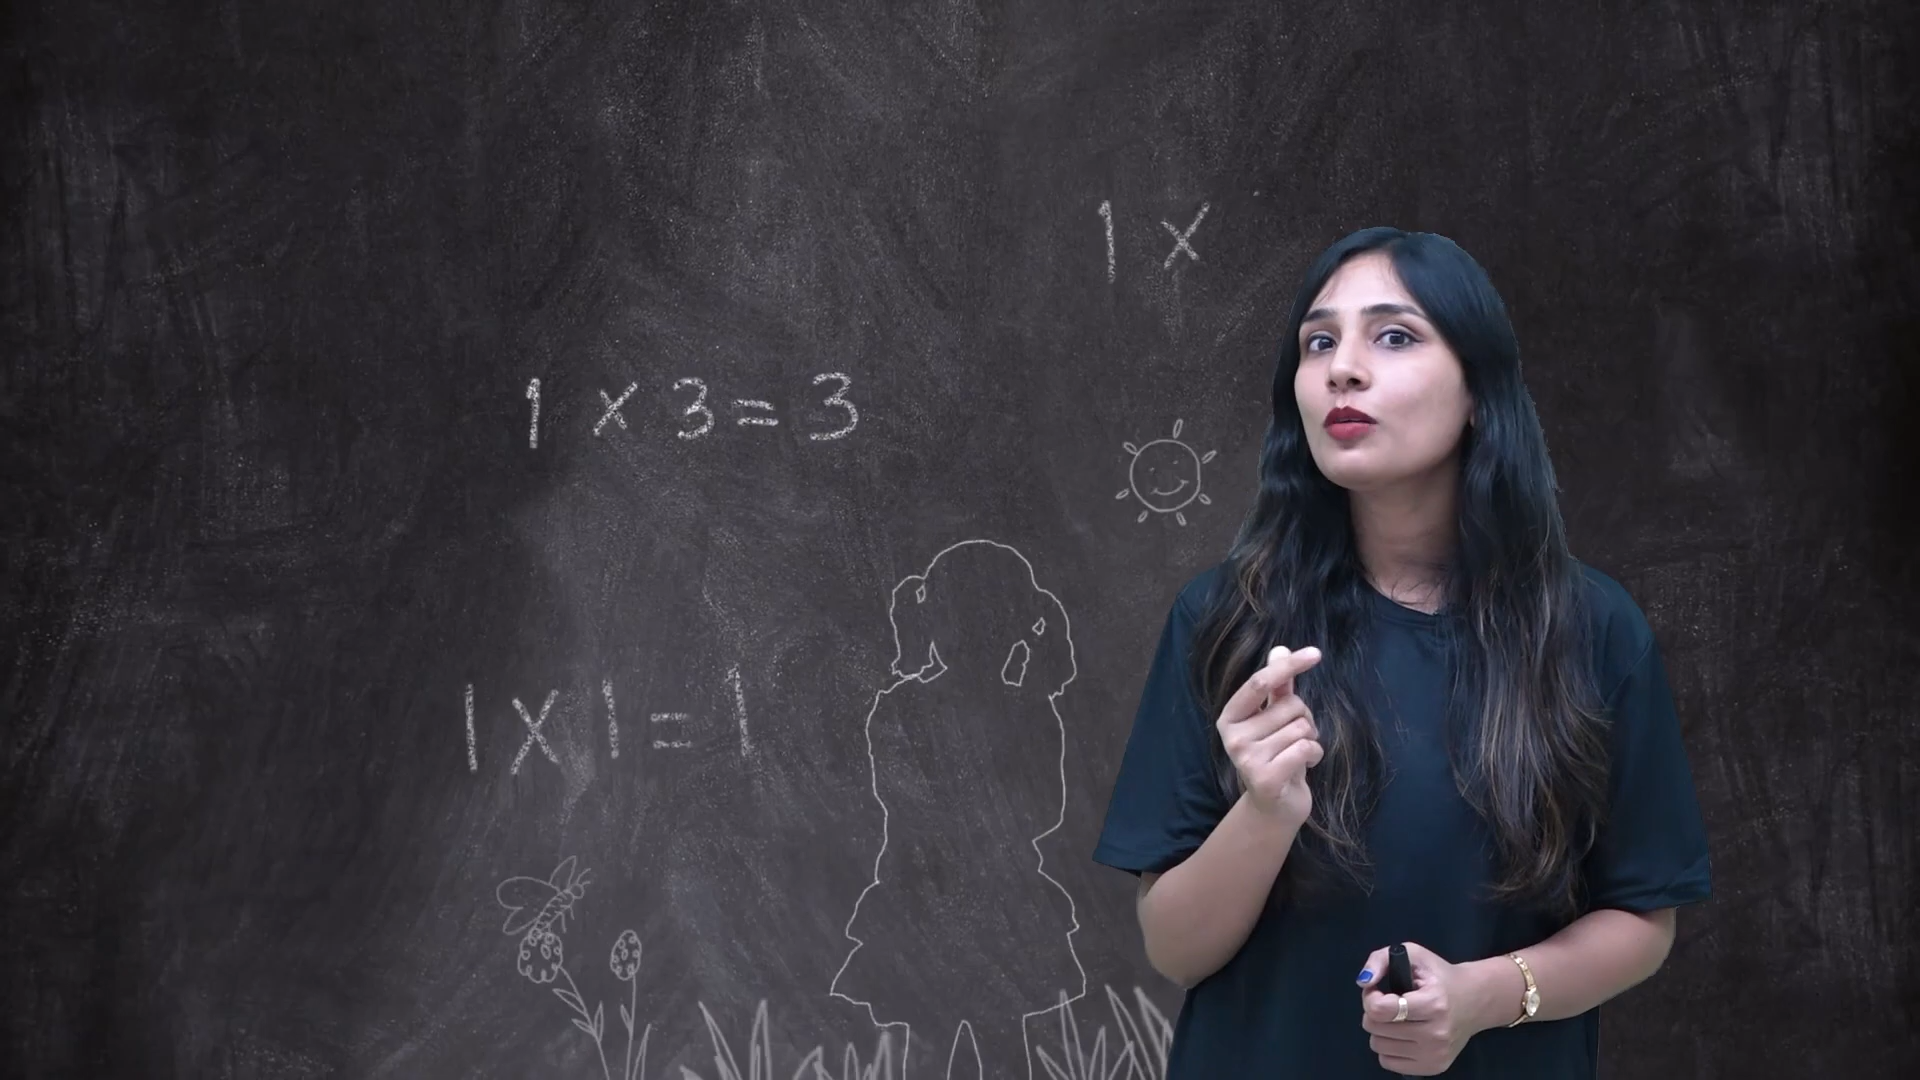 1 x
1 x 3 = 3
1 x 1 = 1